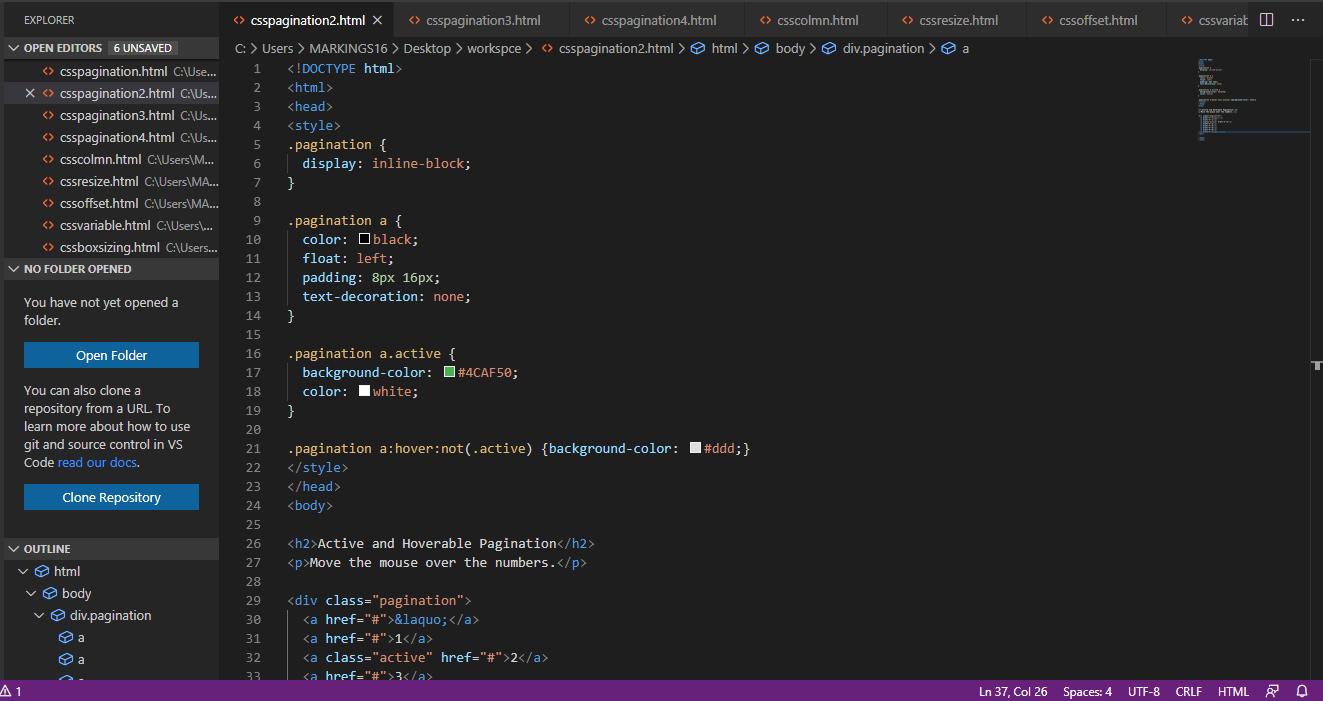 EXPLORER
OPEN EDITORS 6 UNSAVED
csspagination.html C:\Use...
csspagination2.html C:\Us...
csspagination3.html C:\Us...
csspagination4.html C:\Us...
csscolmn.html C:\Users\M...
cssresize.html C:\Users\MA...
cssoffset.html C:\Users\MA...
cssvariable.html C:\Users\...
cssboxsizing.html C:\Users...
NO FOLDER OPENED
You have not yet opened a
folder.
Open Folder
You can also clone a
repository from a URL. To
learn more about how to use
git and source control in VS
Code read our docs.
Clone Repository
OUTLINE
html
body
div.pagination
a
a
csspagination2.html csspagination3.html csspagination4.html csscolmn.html cssresize.html cssoffset.html cssvariab
C: > Users > MARKINGS16 > Desktop > workspce > csspagination2.html > html > body > div.pagination > a
1 <!DOCTYPE html>
2 <html>
3 <head>
4 <style>
5 .pagination {
6 display: inline-block;
7 }
8
9 .pagination a {
10 color: black;
11 float: left;
12 padding: 8px 16px;
13 text-decoration: none;
14 }
15
16 .pagination a.active {
17 background-color: #4CAF50;
18 color: white;
19 }
20
21 .pagination a:hover:not(.active) {background-color: #ddd;}
22 </style>
23 </head>
24 <body>
25
26 <h2>Active and Hoverable Pagination</h2>
27 <p>Move the mouse over the numbers.</p>
28
29 <div class="pagination">
30 <a href="#">&laquo;</a>
31 <a href="#">1</a>
32 <a class="active" href="#">2</a>
33 <a href="#">3</a>
1 Ln 37, Col 26 Spaces: 4 UTF-8 CRLF HTML